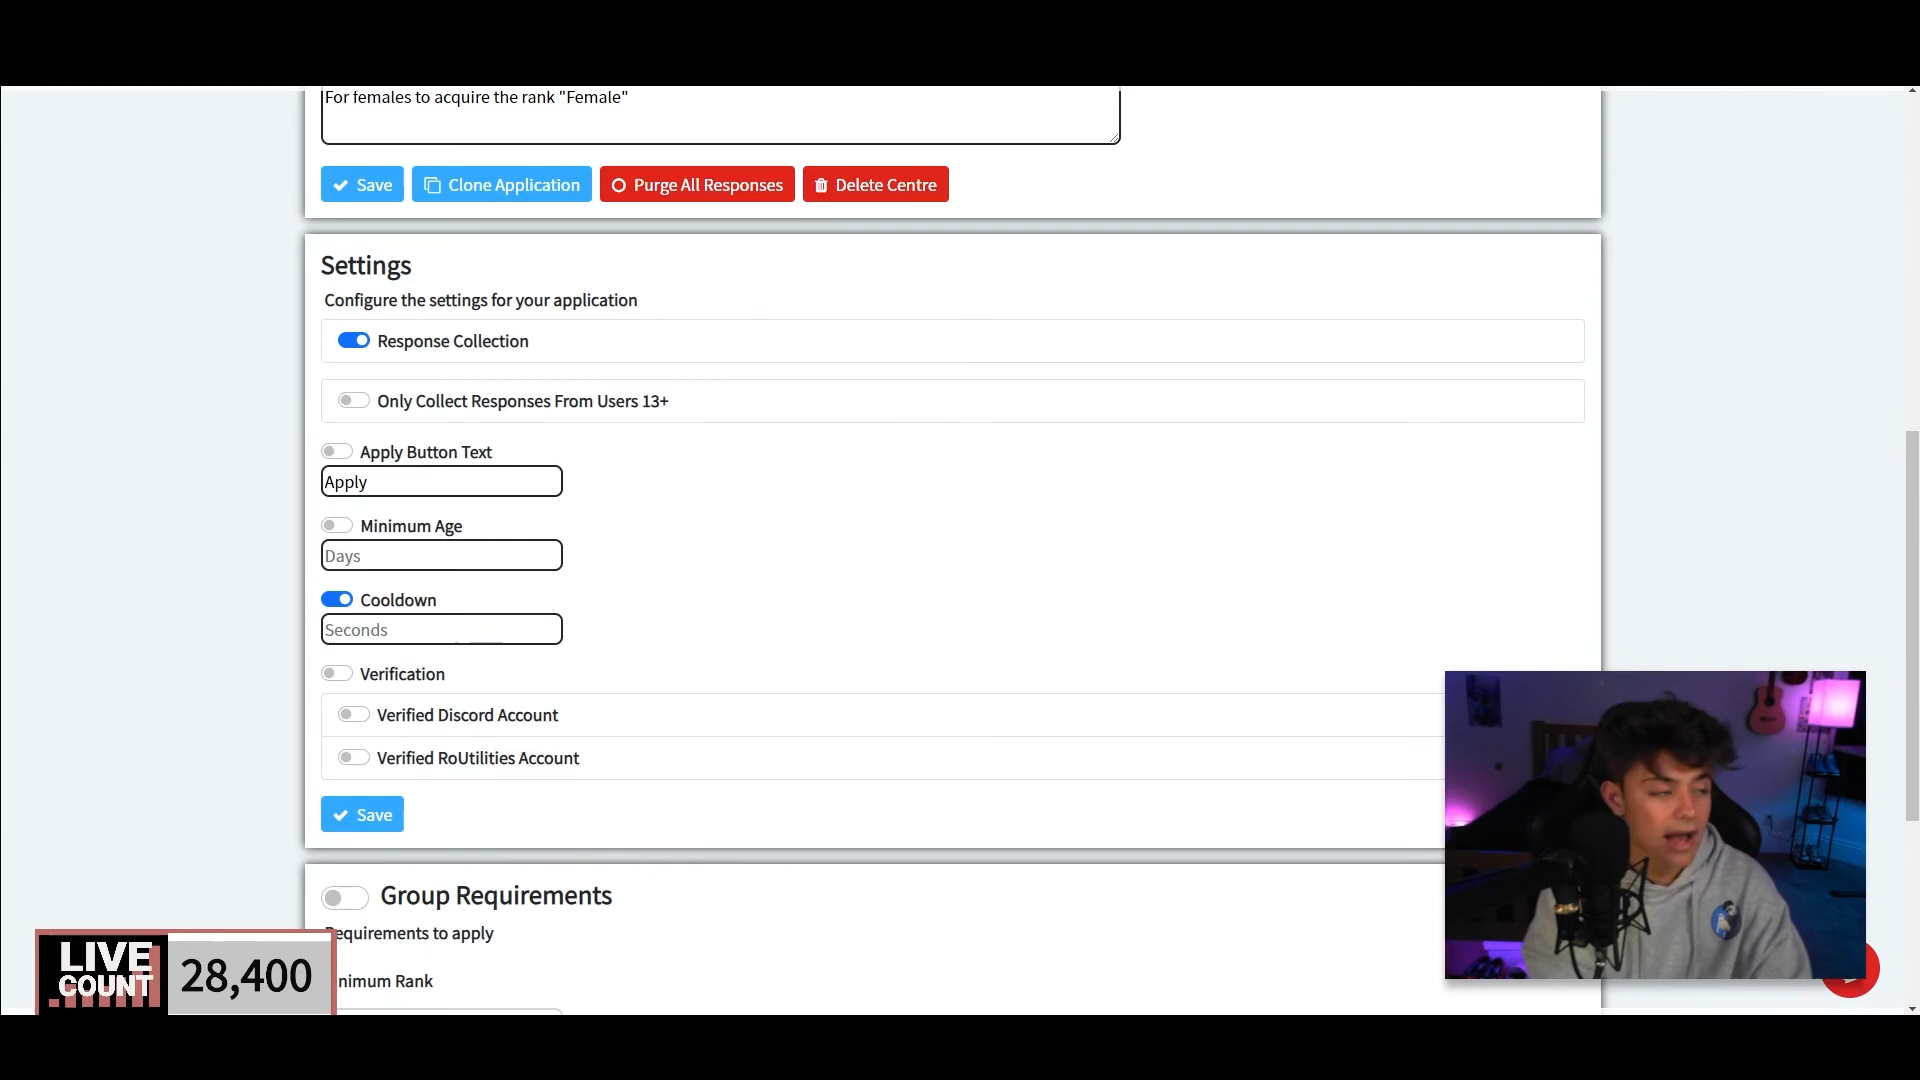 For females to acquire the rank "Female"
Save
Clone Application
Purge All Responses
Delete Centre
Settings
Configure the settings for your application
Response Collection
Only Collect Responses From Users 13+
Apply Button Text
Apply
Minimum Age
Days
Cooldown
Seconds
Verification
Verified Discord Account
Verified RoUtilities Account
Save
Group Requirements
equirements to apply
nimum Rank
LIVE
COUNT
28,400